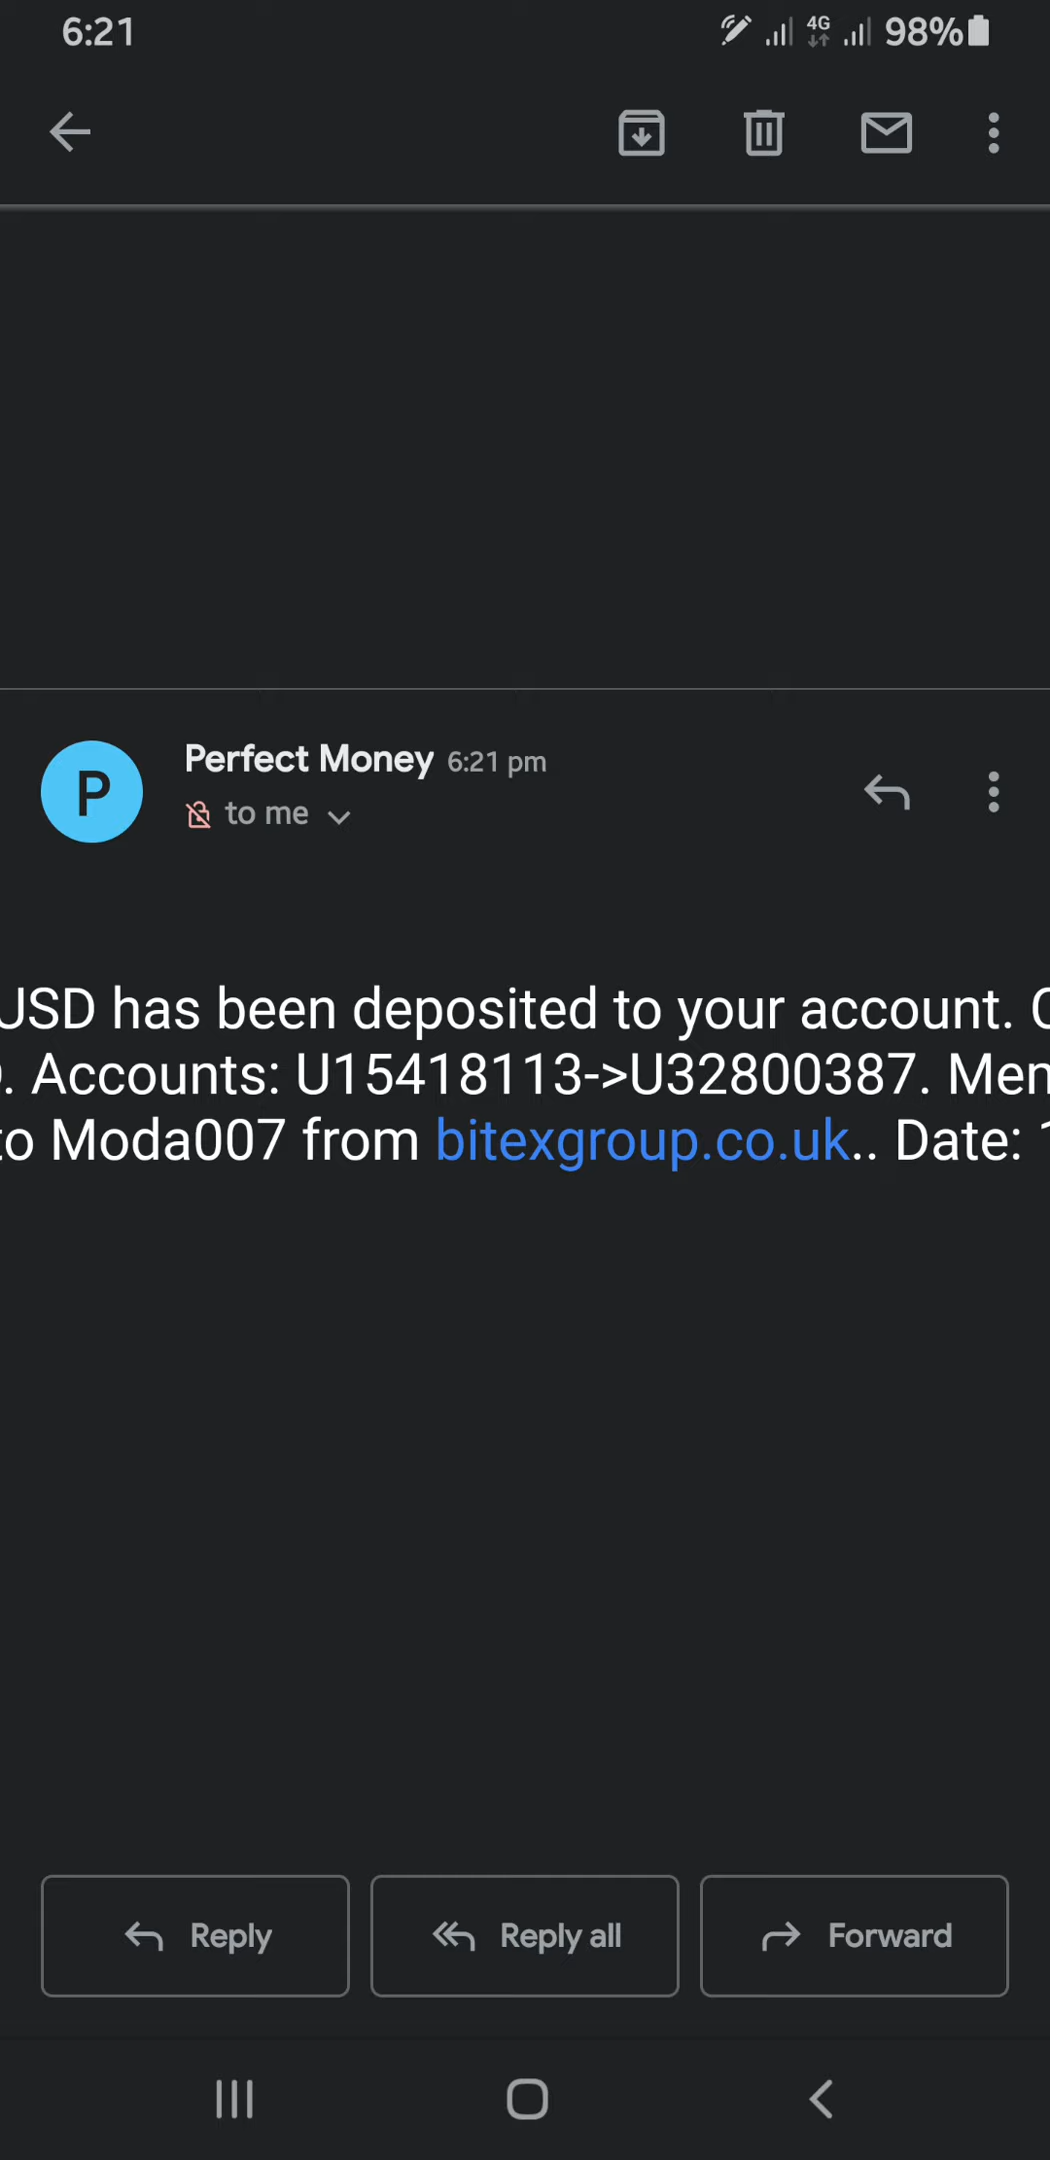 6:21 4G 98%
P
Perfect Money 6:21 pm
to me
USD has been deposited to your account.
. Accounts: U15418113->U32800387.
to Moda007 from bitexgroup.co.uk.. Date:
Reply Reply all Forward